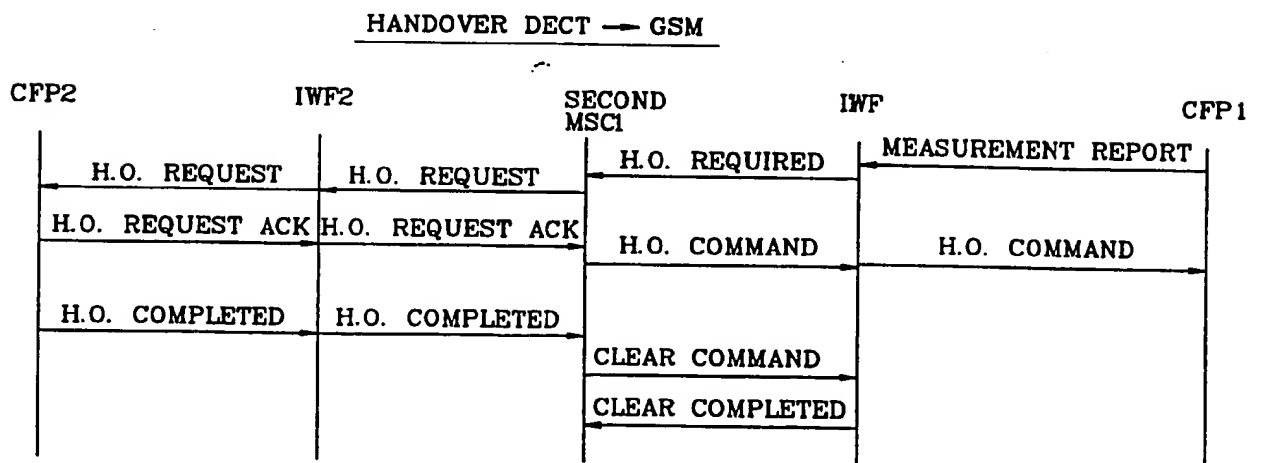 HANDOVER DECT → GSM
CFP2
IWF2
SECOND
MSC1
IWF
CFP1
MEASUREMENT REPORT
H.O. REQUIRED
H.O. REQUEST
H.O. REQUEST
H.O. REQUEST ACK
H.O. REQUEST ACK
H.O. COMMAND
H.O. COMMAND
H.O. COMPLETED
H.O. COMPLETED
CLEAR COMMAND
CLEAR COMPLETED